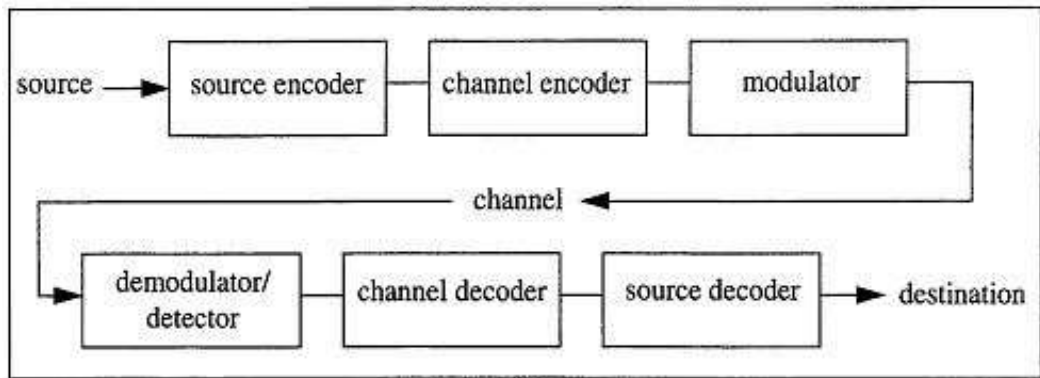 source
source encoder
channel encoder
modulator
channel
demodulator/
detector
channel decoder
source decoder
destination